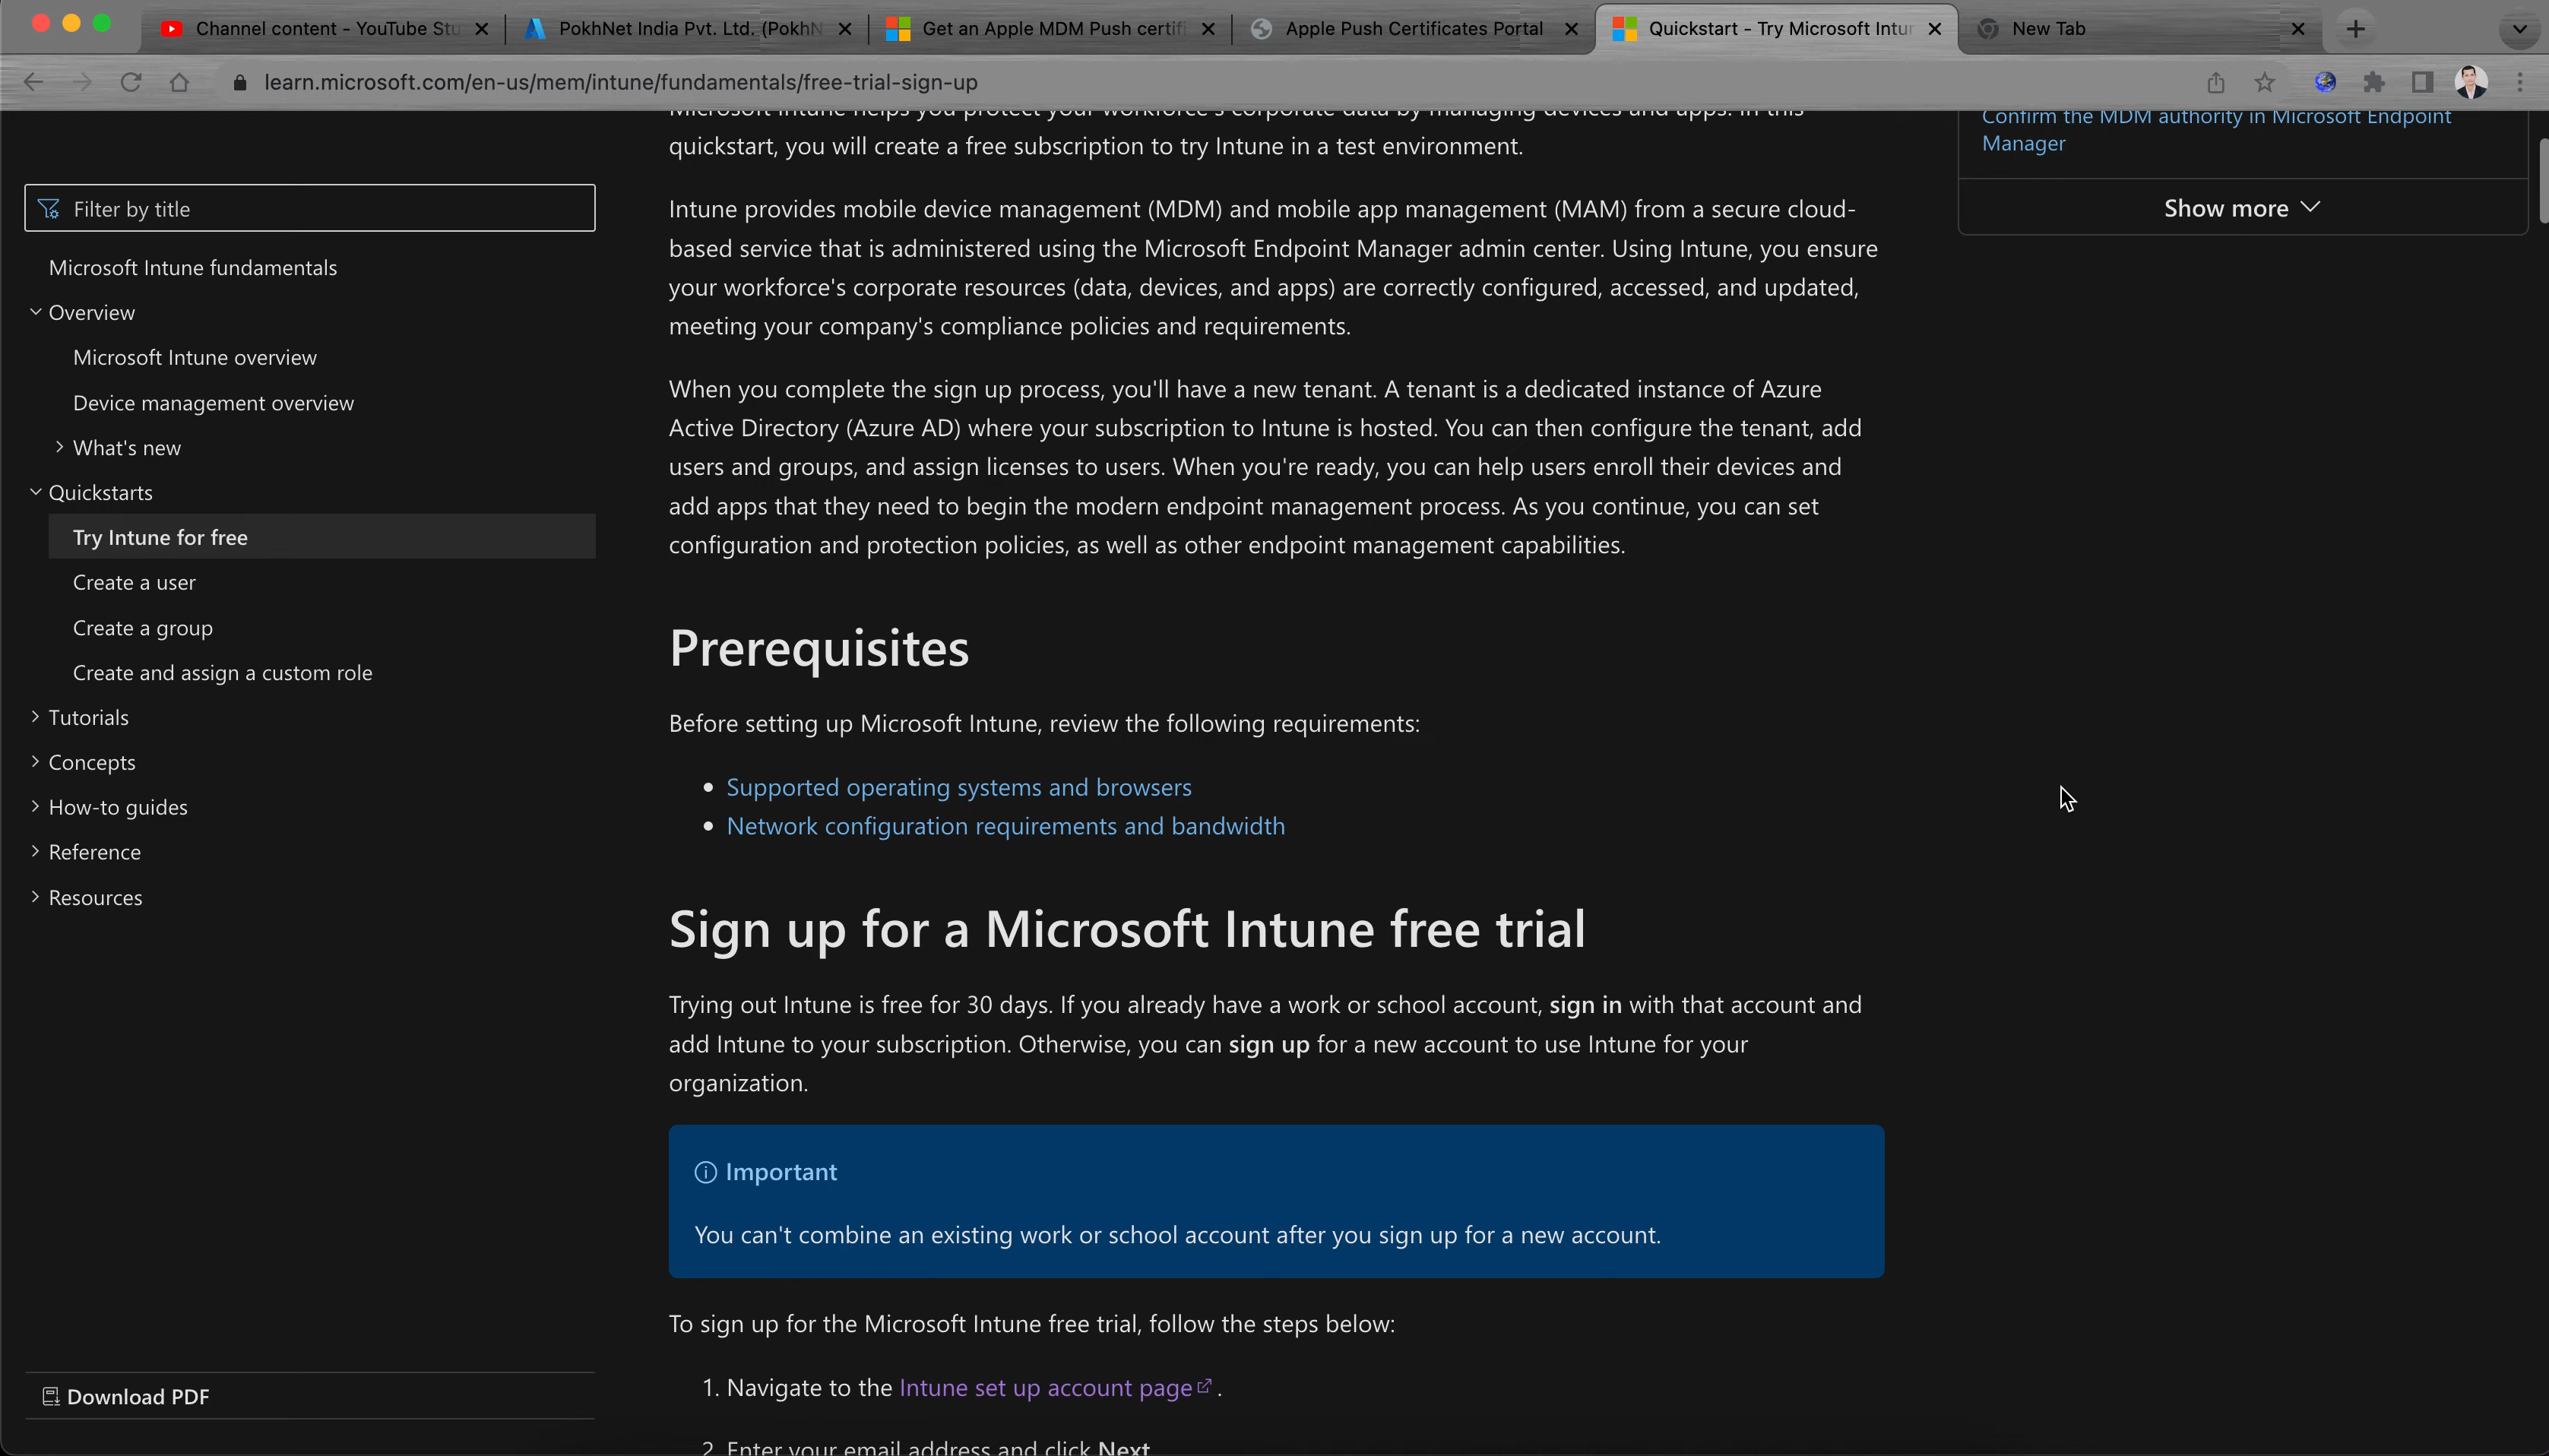 Channel content - YouTube Stu
PokhNet India Pvt. Ltd. (PokhN
Get an Apple MDM Push certifi
Apple Push Certificates Portal
Quickstart - Try Microsoft Intun
New Tab
learn.microsoft.com/en-us/mem/intune/fundamentals/free-trial-sign-up
Filter by title
Microsoft Intune fundamentals
Overview
Microsoft Intune overview
Device management overview
What's new
Quickstarts
Try Intune for free
Create a user
Create a group
Create and assign a custom role
Tutorials
Concepts
How-to guides
Reference
Resources
Download PDF
Microsoft Intune helps you protect your workforce's corporate data by managing devices and apps. In this
quickstart, you will create a free subscription to try Intune in a test environment.
Intune provides mobile device management (MDM) and mobile app management (MAM) from a secure cloud-
based service that is administered using the Microsoft Endpoint Manager admin center. Using Intune, you ensure
your workforce's corporate resources (data, devices, and apps) are correctly configured, accessed, and updated,
meeting your company's compliance policies and requirements.
When you complete the sign up process, you'll have a new tenant. A tenant is a dedicated instance of Azure
Active Directory (Azure AD) where your subscription to Intune is hosted. You can then configure the tenant, add
users and groups, and assign licenses to users. When you're ready, you can help users enroll their devices and
add apps that they need to begin the modern endpoint management process. As you continue, you can set
configuration and protection policies, as well as other endpoint management capabilities.
Prerequisites
Before setting up Microsoft Intune, review the following requirements:
• Supported operating systems and browsers
• Network configuration requirements and bandwidth
Sign up for a Microsoft Intune free trial
Trying out Intune is free for 30 days. If you already have a work or school account, sign in with that account and
add Intune to your subscription. Otherwise, you can sign up for a new account to use Intune for your
organization.
Important
You can't combine an existing work or school account after you sign up for a new account.
To sign up for the Microsoft Intune free trial, follow the steps below:
1. Navigate to the Intune set up account page.
2. Enter your email address and click Next
Confirm the MDM authority in Microsoft Endpoint
Manager
Show more